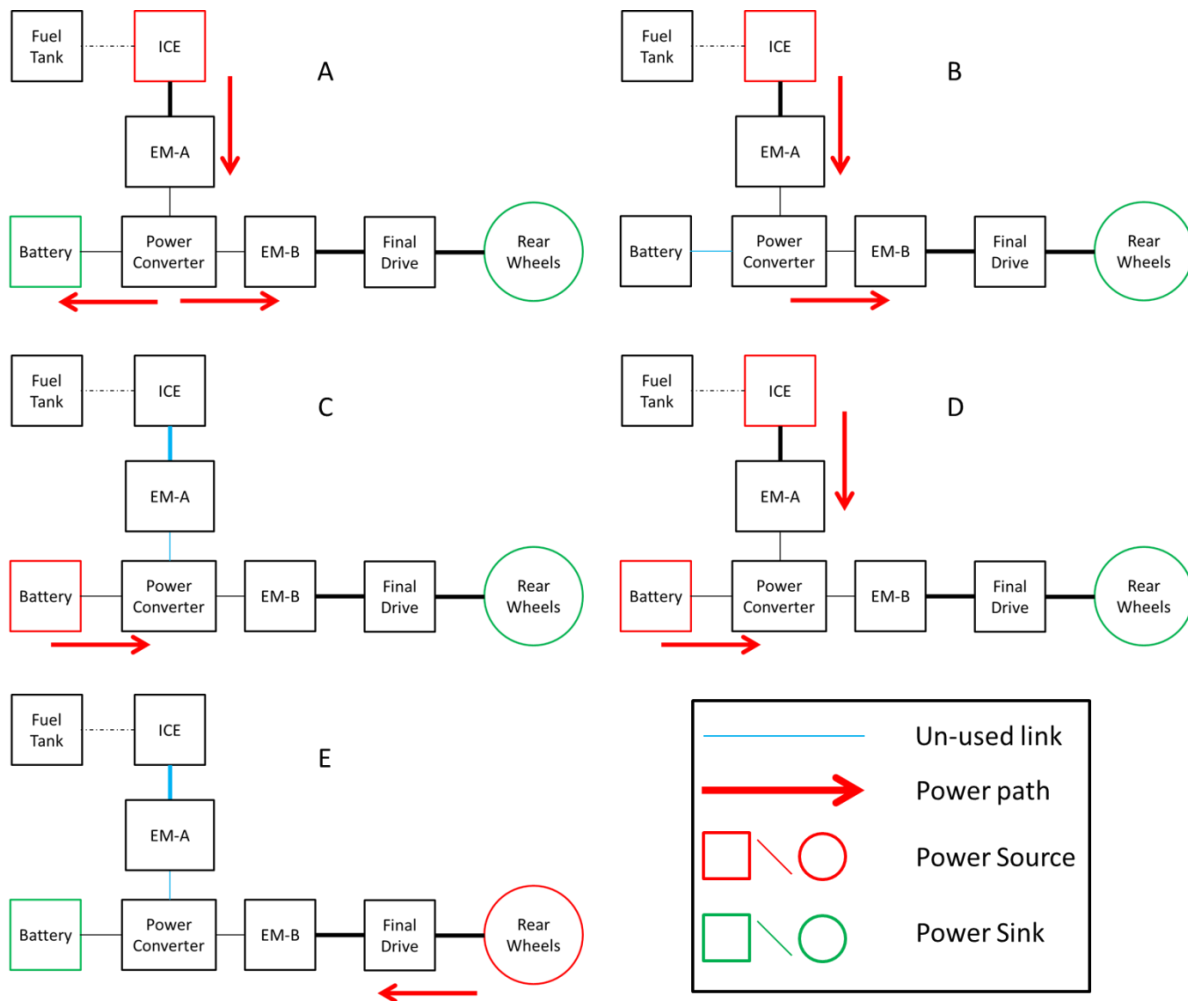 Fuel
Tank
ICE
A
EM-A
Battery
Power
Converter
EM-B
Final
Drive
Rear
Wheels
Fuel
Tank
ICE
B
EM-A
Battery
Power
Converter
EM-B
Final
Drive
Rear
Wheels
Fuel
Tank
ICE
C
EM-A
Battery
Power
Converter
EM-B
Final
Drive
Rear
Wheels
Fuel
Tank
ICE
D
EM-A
Battery
Power
Converter
EM-B
Final
Drive
Rear
Wheels
Fuel
Tank
ICE
E
EM-A
Battery
Power
Converter
EM-B
Final
Drive
Rear
Wheels
Un-used link
Power path
Power Source
Power Sink